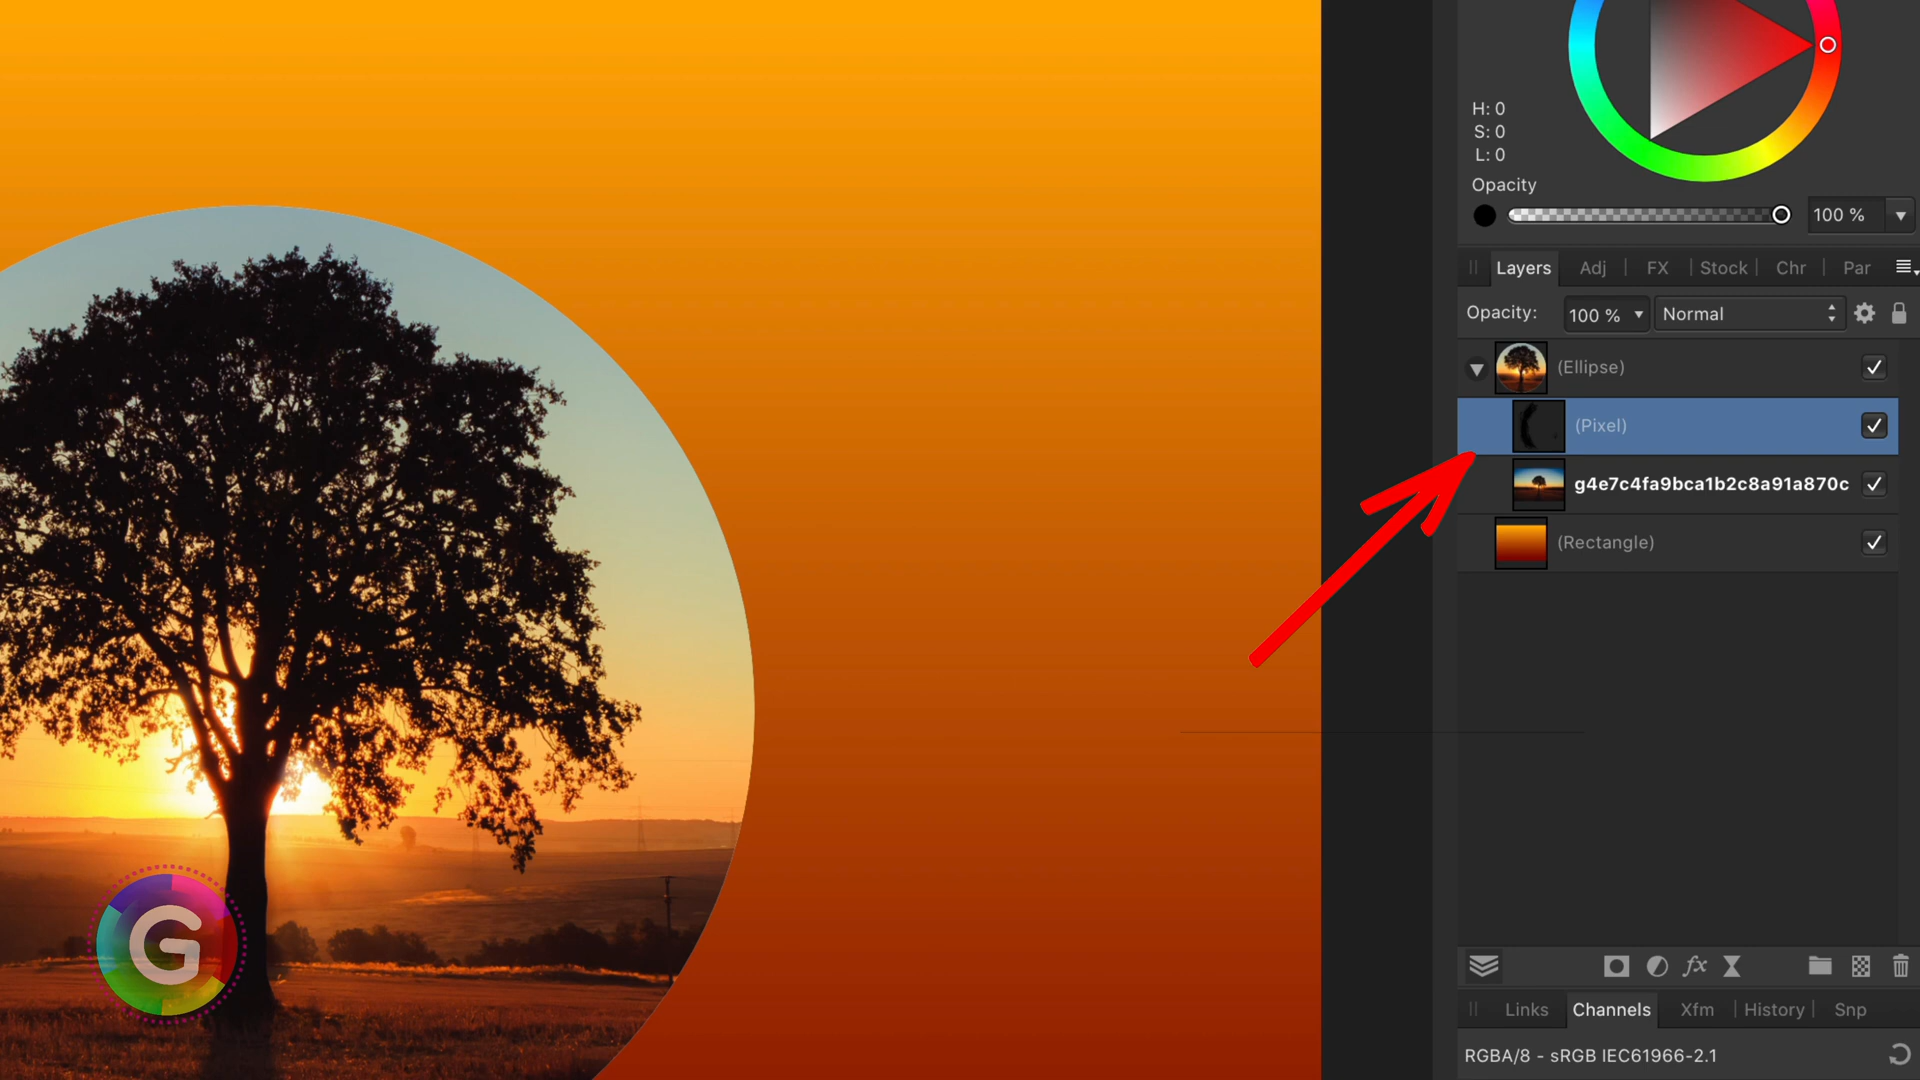 H: 0
S: 0
L: 0
Opacity
100 %
Layers Adj FX Stock Chr Par
Opacity: 100 % Normal
(Ellipse)
(Pixel)
g4e7c4fa9bca1b2c8a91a870c
(Rectangle)
G
fx
Links Channels Xfm History Snp
RGBA/8 - sRGB IEC61966-2.1